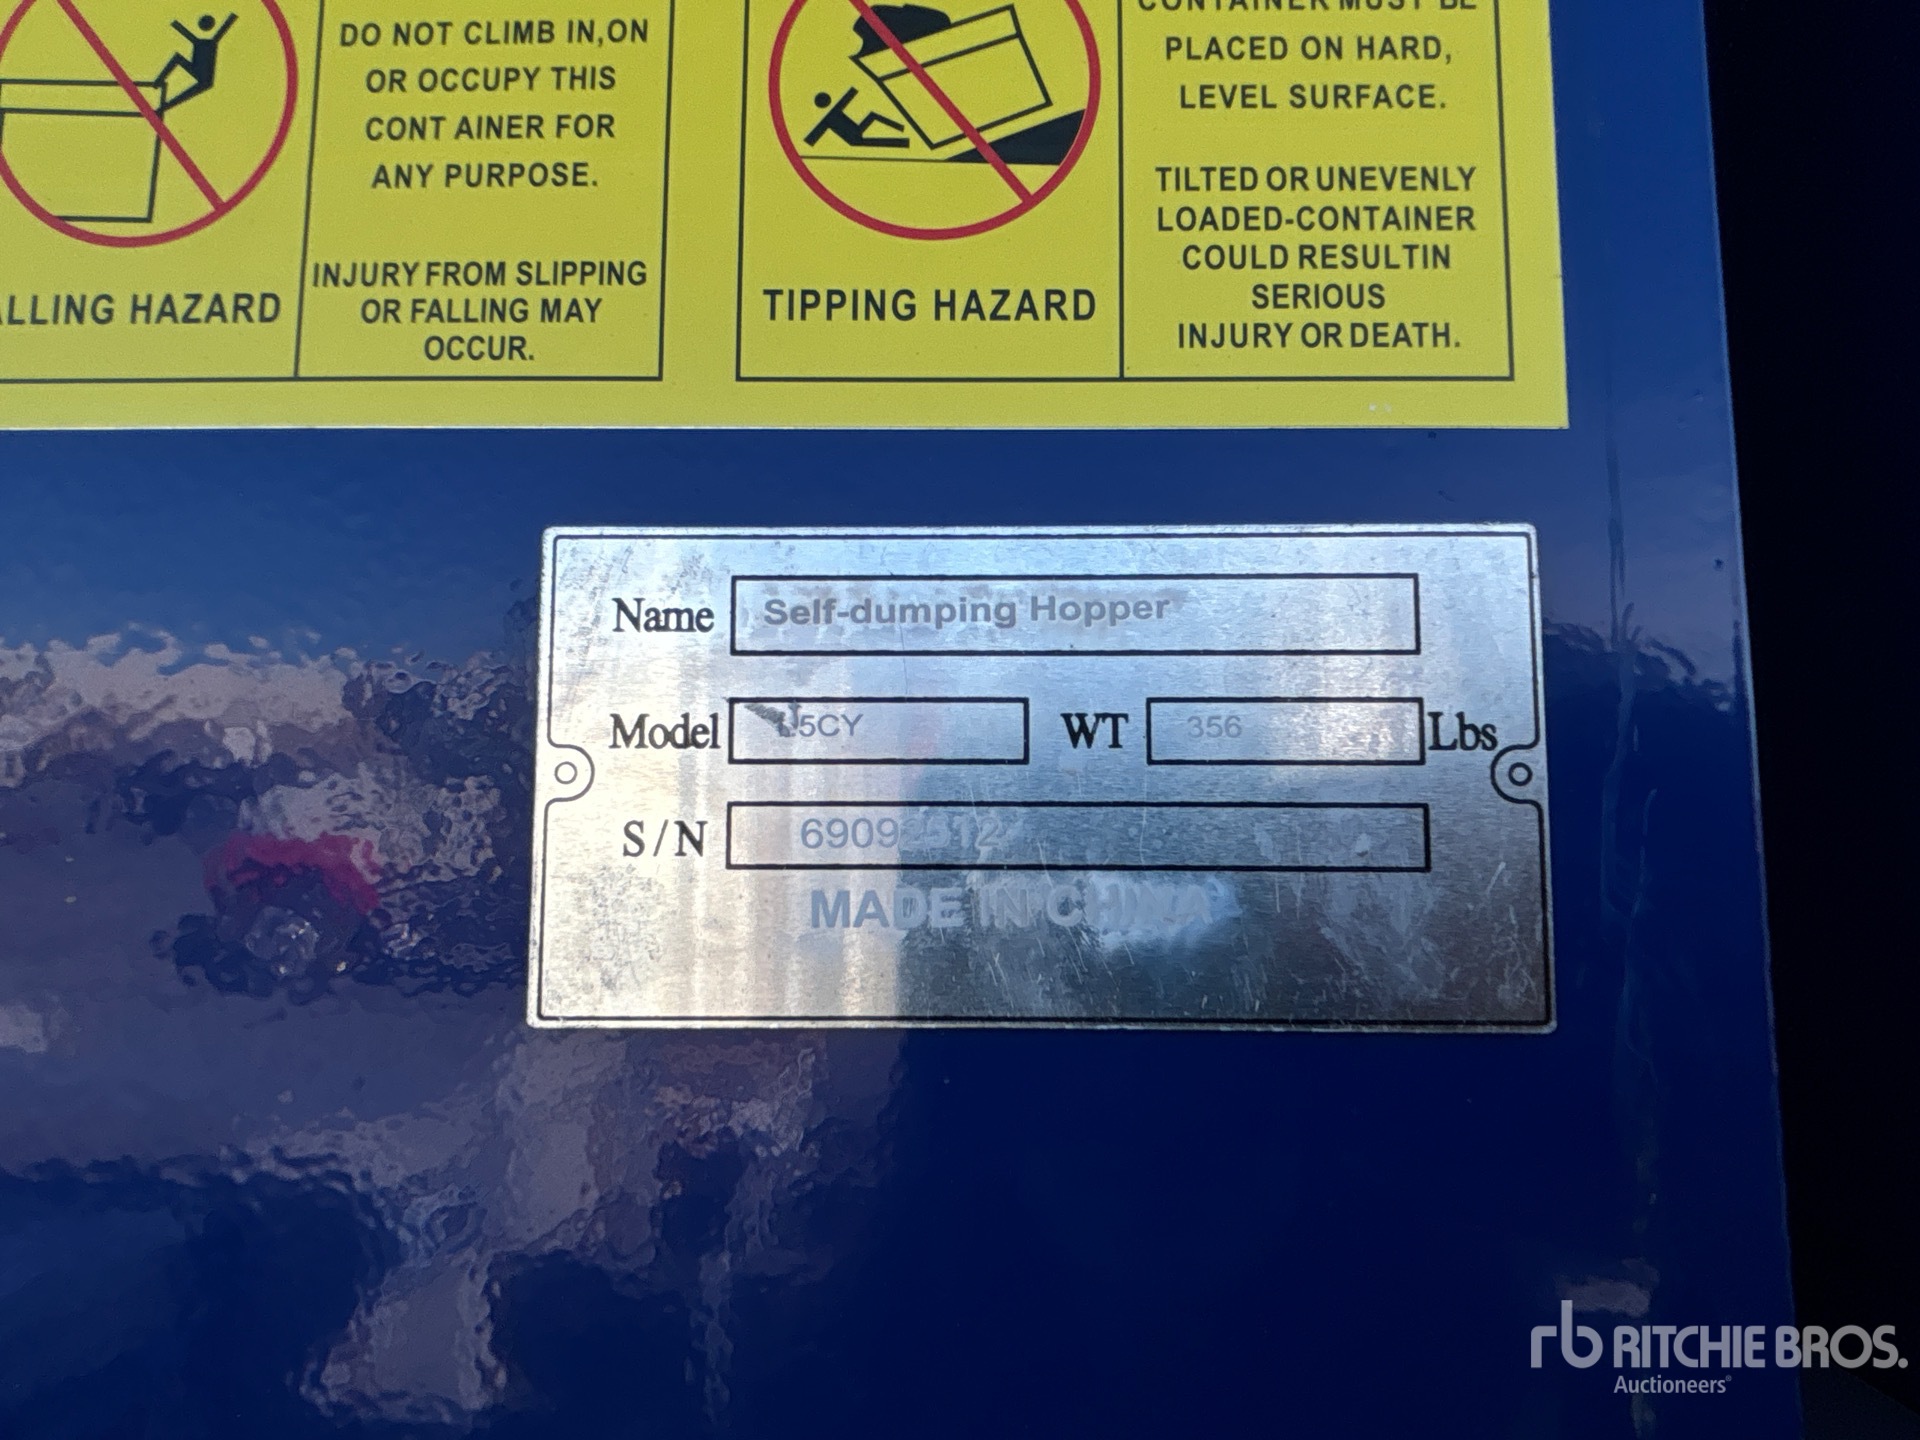 DO NOT CLIMB IN,ON
OR OCCUPY THIS
CONT AINER FOR
ANY PURPOSE.
INJURY FROM SLIPPING
OR FALLING MAY
OCCUR.
ALLING HAZARD
TIPPING HAZARD
CONTAINER MUST BE
PLACED ON HARD,
LEVEL SURFACE.
TILTED OR UNEVENLY
LOADED-CONTAINER
COULD RESULTIN
SERIOUS
INJURY OR DEATH.
Name Self-dumping Hopper
Model 5CY WT 356 Lbs
S/N
MADE IN CHINA
rb RITCHIE BROS.
Auctioneers®